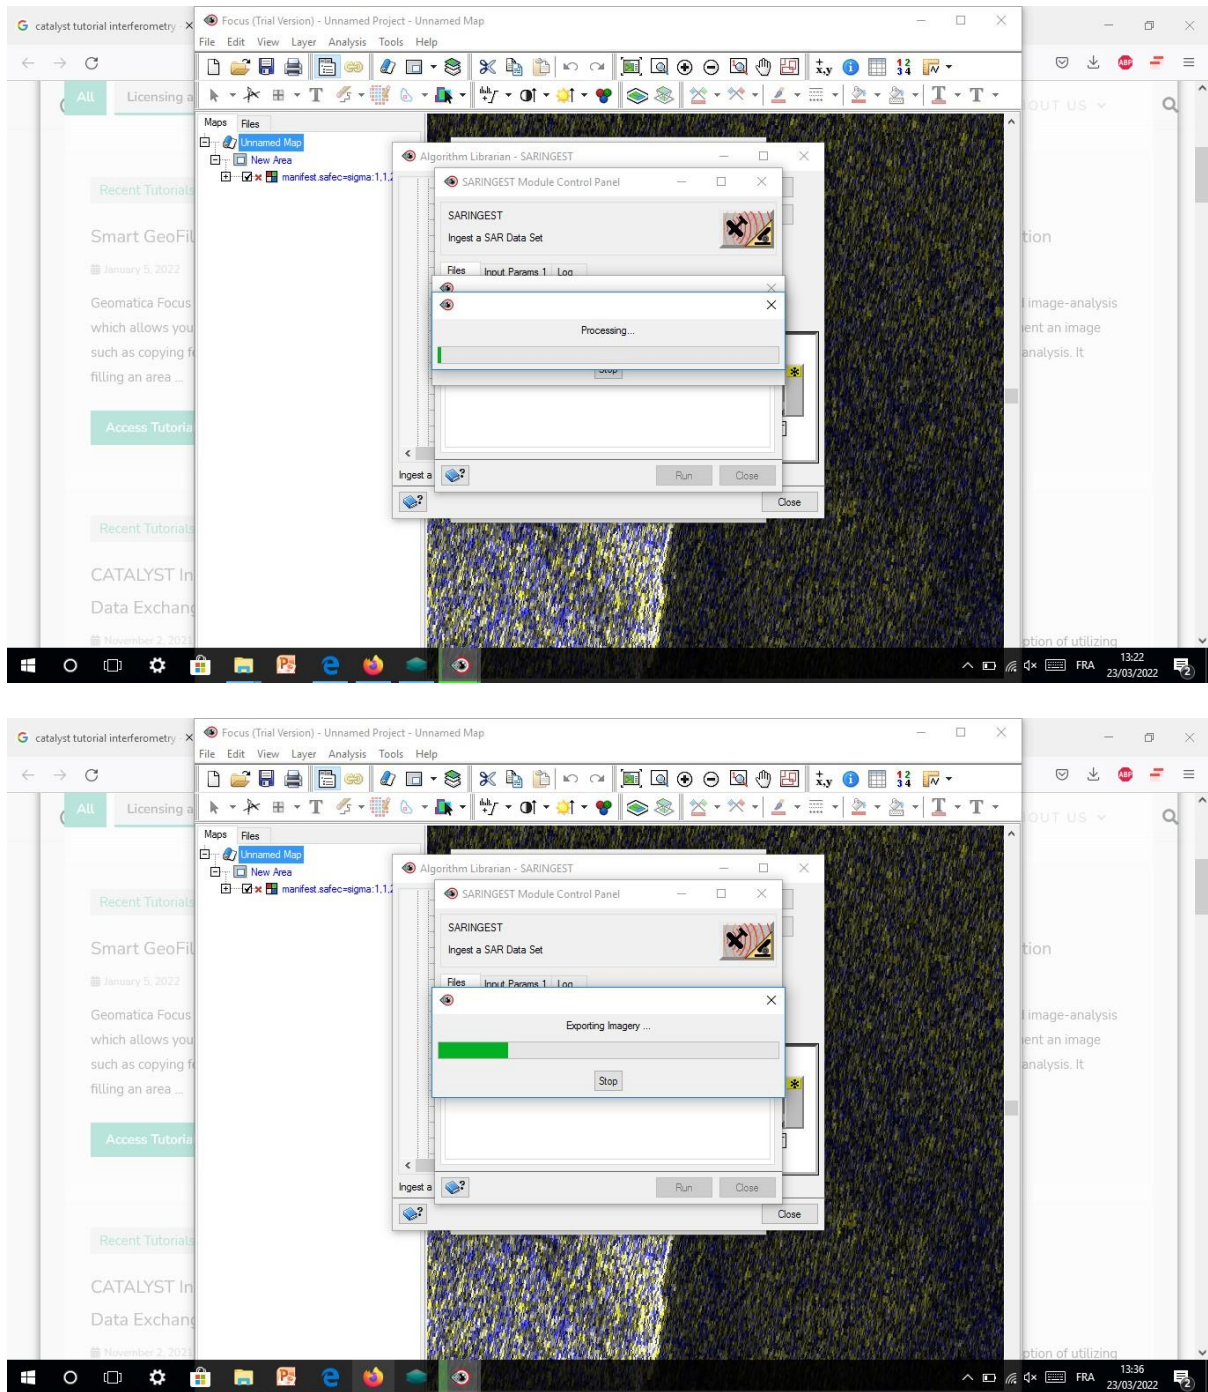 catalyst tutorial interferometry
Focus (Trial Version) - Unnamed Project - Unnamed Map
File Edit View Layer Analysis Tools Help
All Licensing a
OUT US
Maps Files
Unnamed Map
New Area
manifest.safec=sigma:1,1,2
Algorithm Librarian - SARINGEST
SARINGEST Module Control Panel
SARINGEST
Ingest a SAR Data Set
Files Input Params 1 Log
Processing...
Stop
Run Close
Ingest a
Close
Recent Tutorials
Smart GeoFil
tion
January 5, 2022
Geomatica Focus
d image-analysis
which allows you
ent an image
such as copying fe
analysis. It
filling an area ...
Access Tutoria
Recent Tutorials
CATALYST In
Data Exchang
November 2, 2021
ption of utilizing
FRA
13:22
23/03/2022
catalyst tutorial interferometry
Focus (Trial Version) - Unnamed Project - Unnamed Map
File Edit View Layer Analysis Tools Help
All Licensing a
OUT US
Maps Files
Unnamed Map
New Area
manifest.safec=sigma:1,1,2
Algorithm Librarian - SARINGEST
SARINGEST Module Control Panel
SARINGEST
Ingest a SAR Data Set
Files Input Params 1 Log
Exporting Imagery ...
Stop
Run Close
Ingest a
Close
Recent Tutorials
Smart GeoFil
tion
January 5, 2022
Geomatica Focus
d image-analysis
which allows you
ent an image
such as copying fe
analysis. It
filling an area ...
Access Tutoria
Recent Tutorials
CATALYST In
Data Exchang
November 2, 2021
ption of utilizing
FRA
13:36
23/03/2022